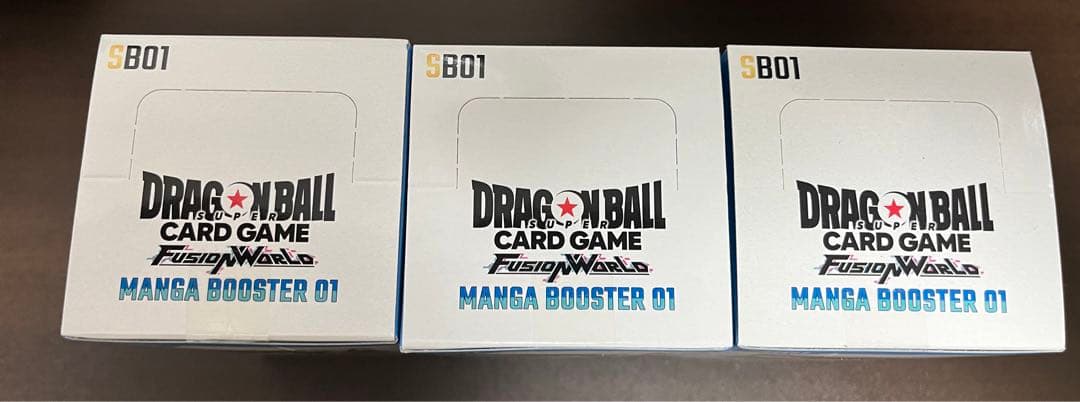 SB01
DRAGON BALL
SUPER
CARD GAME
FUSION WORLD
MANGA BOOSTER 01
SB01
DRAGON BALL
SUPER
CARD GAME
FUSION WORLD
MANGA BOOSTER 01
SB01
DRAGON BALL
SUPER
CARD GAME
FUSION WORLD
MANGA BOOSTER 01